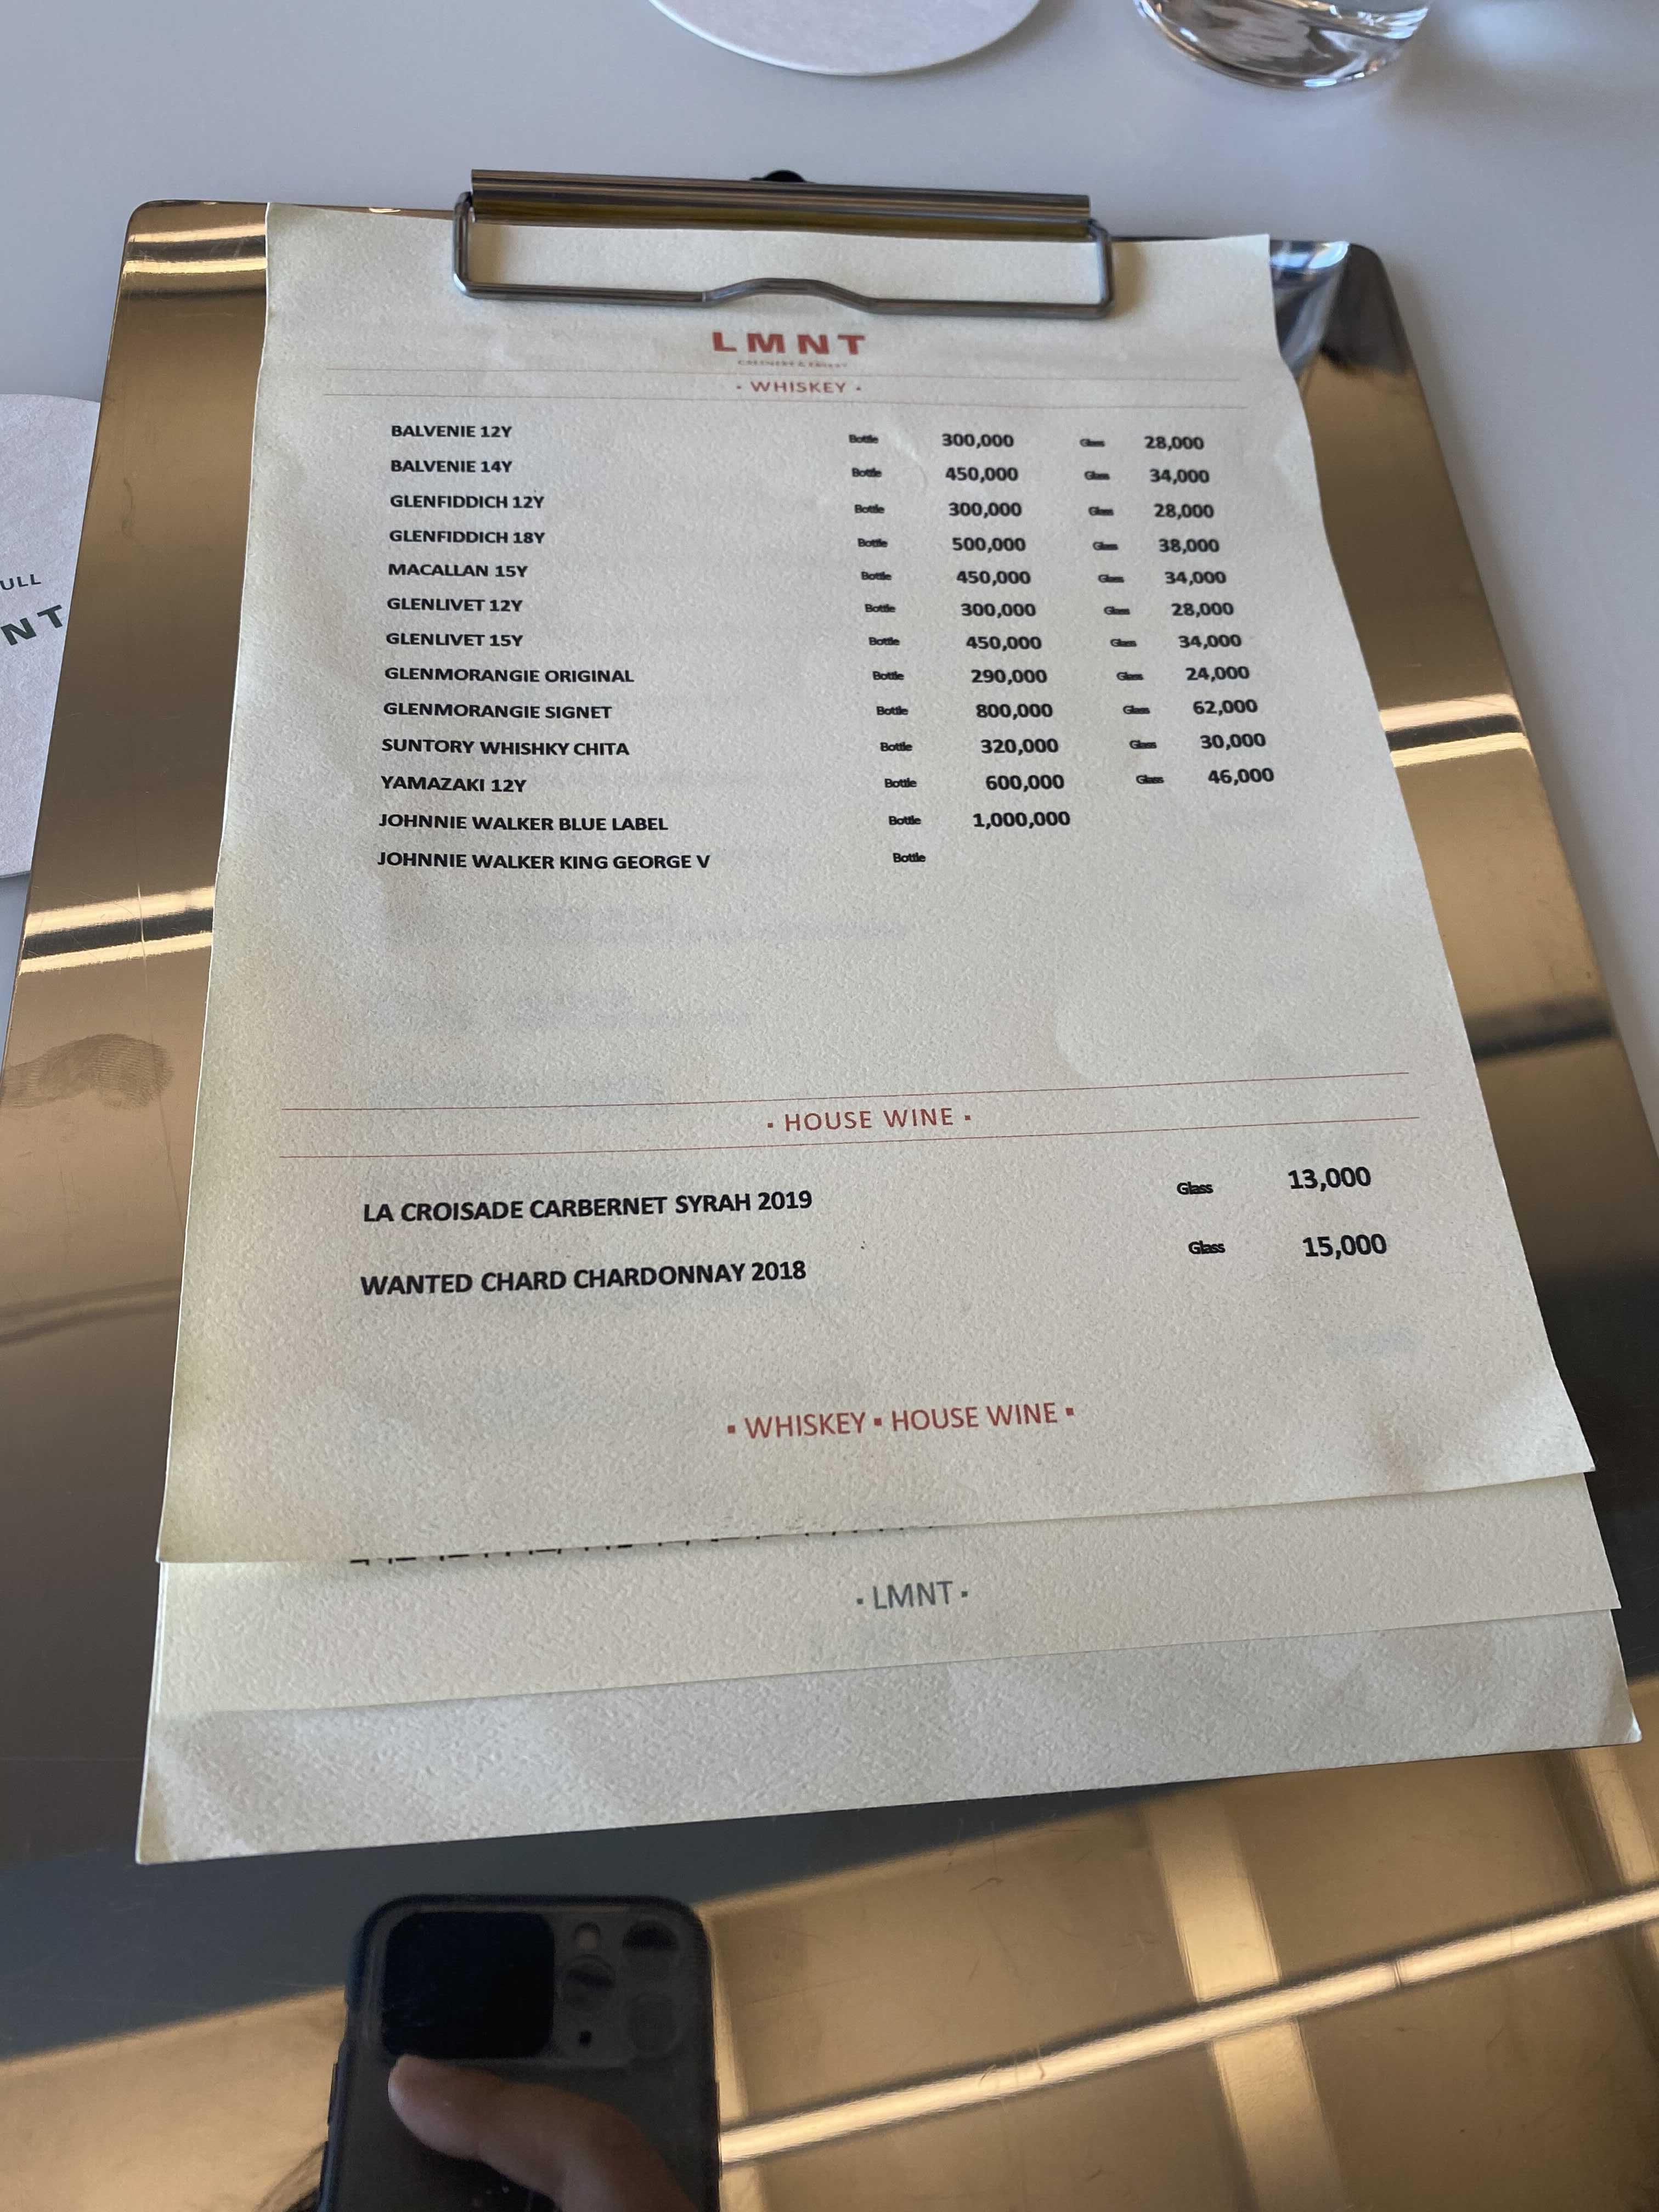 LMNT
- WHISKEY -
BALVENIE 12Y Bottle 300,000 Glass 28,000
BALVENIE 14Y Bottle 450,000 Glass 34,000
GLENFIDDICH 12Y Bottle 300,000 Glass 28,000
GLENFIDDICH 18Y Bottle 500,000 Glass 38,000
MACALLAN 15Y Bottle 450,000 Glass 34,000
GLENLIVET 12Y Bottle 300,000 Glass 28,000
GLENLIVET 15Y Bottle 450,000 Glass 34,000
GLENMORANGIE ORIGINAL Bottle 290,000 Glass 24,000
GLENMORANGIE SIGNET Bottle 800,000 Glass 62,000
SUNTORY WHISHKY CHITA Bottle 320,000 Glass 30,000
YAMAZAKI 12Y Bottle 600,000 Glass 46,000
JOHNNIE WALKER BLUE LABEL Bottle 1,000,000
JOHNNIE WALKER KING GEORGE V Bottle
▪ HOUSE WINE ▪
LA CROISADE CARBERNET SYRAH 2019 Glass 13,000
WANTED CHARD CHARDONNAY 2018 Glass 15,000
▪ WHISKEY ▪ HOUSE WINE ▪
▪ LMNT ▪
ULL
NT